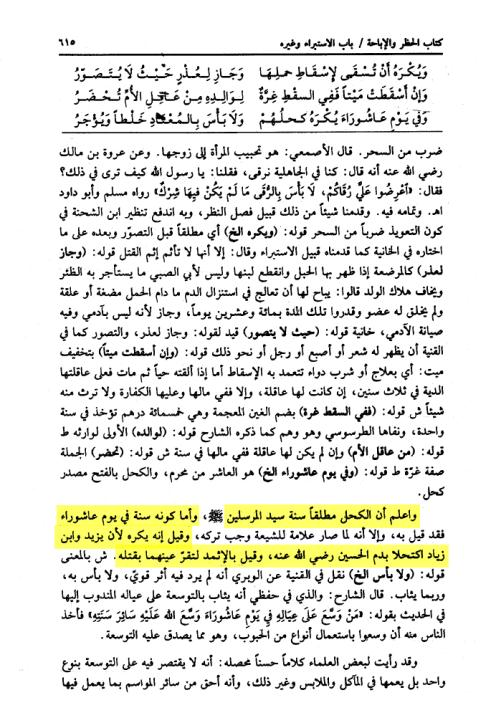 كتاب الحظر والإباحة / باب الاستبراء وغيره ٦١٥
ويُكْرَهُ أَنْ تُسْقَى لِإِسْقَاطِ حملِهَا وَجَازِ لِعُذْرٍ حَيْثُ لَا يُتَصَوَّرُ
وَإِنْ أَسْقَطَتْ مَيْتاً فَفِي السقطِ غِرَّةٌ لِوَالِدِهِ مِنْ عَاقِلِ الأُمِّ تُحْضَرُ
وَفِي يَوْمِ عَاشُورَاءَ يُكْرَهُ كحلُهُمْ وَلَا بَأْسَ بِالـمُعْتَادِ خَلْطاً وَيُؤْجَرُ
ضرب من السحر. قال الأصمعي: هو تحبيب المرأة إلى زوجها. وعن عروة بن مالك
رضي الله عنه أنه قال: كنا في الجاهلية نرقى، فقلنا: يا رسول الله كيف ترى في ذلك؟
فقال: «أعْرِضُوا عَلَيَّ رُقَاكُمْ، لَا بَأْسَ بِالرُّقَى مَا لَمْ يَكُنْ فِيهَا شِرْكٌ» رواه مسلم وأبو داود
اهـ. وتمامه فيه. وقدمنا شيئاً من ذلك قبيل فصل النظر، وبه اندفع تنظير ابن الشحنة في
كون التعويذ ضرباً من السحر قوله: (ويكره الخ) أي مطلقاً قبل التصوّر وبعده على ما
اختاره في الخانية كما قدمناه قبيل الاستبراء وقال: إلا أنها لا تأثم إثم القتل قوله: (وجاز
لعذر) كالمرضعة إذا ظهر بها الحبل وانقطع لبنها وليس لأبي الصبي ما يستأجر به الظئر
ويخاف هلاك الولد قالوا: يباح لها أن تعالج في استنزال الدم ما دام الحمل مضغة أو علقة
ولم يخلق له عضو وقدروا تلك المدة بمائة وعشرين يوماً، وجاز لأنه ليس بآدمي وفيه
صيانة الآدمي، خانية قوله: (حيث لا يتصور) قيد لقوله: وجاز لعذر، والتصور كما في
القنية أن يظهر له شعر أو أصبع أو رجل أو نحو ذلك قوله: (وإن أسقطت ميتاً) بتخفيف
ميت: أي بعلاج أو شرب دواء تتعمد به الإسقاط أما إذا ألقته حياً ثم مات فعلى عاقلتها
الدية في ثلاث سنين، إن كانت لها عاقلة، وإلا ففي مالها وعليها الكفارة ولا ترث منه
شيئاً ش قوله: (ففي السقط غرة) بضم الغين المعجمة وهي خمسمائة درهم تؤخذ في سنة
واحدة، ونفاها الطرسوسي وهو وهم كما ذكره الشارح قوله: (لوالده) الأولى لوارثه ط
قوله: (من عاقل الأم) وإن لم يكن لها عاقلة ففي مالها في سنة ش قوله: (تحضر) الجملة
صفة غرّة ط قوله: (وفي يوم عاشوراء الخ) هو العاشر من محرم، والكحل بالفتح مصدر
كحل.
واعلم أن الكحل مطلقاً سنة سيد المرسلين ﷺ، وأما كونه سنة في يوم عاشوراء
فقد قيل به، وإلا أنه لما صار علامة للشيعة وجب تركه، وقيل إنه يكره لأن يزيد وابن
زياد اكتحلا بدم الحسين رضي الله عنه، وقيل بالإثمد لتقرّ عينهما بقتله. ش بالمعنى
قوله: (ولا بأس الخ) نقل في القنية عن الوبري أنه لم يرد فيه أثر قويّ، ولا بأس به،
وربما يثاب. قال الشارح: والذي في حفظي أنه يثاب بالتوسعة على عياله المندوب إليها
في الحديث بقوله: «مَنْ وَسَّعَ عَلَى عِيَالِهِ فِي يَوْمِ عَاشُورَاءَ وَسَّعَ اللَّهُ عَلَيْهِ سَائِرَ سَنَتِهِ» فأخذ
الناس منه أن وسعوا باستعمال أنواع من الحبوب، وهو مما يصدق عليه التوسعة.
وقد رأيت لبعض العلماء كلاماً حسناً محصله: أنه لا يقتصر فيه على التوسعة بنوع
واحد بل يعمها في المآكل والملابس وغير ذلك، وأنه أحق من سائر المواسم بما يعمل فيها